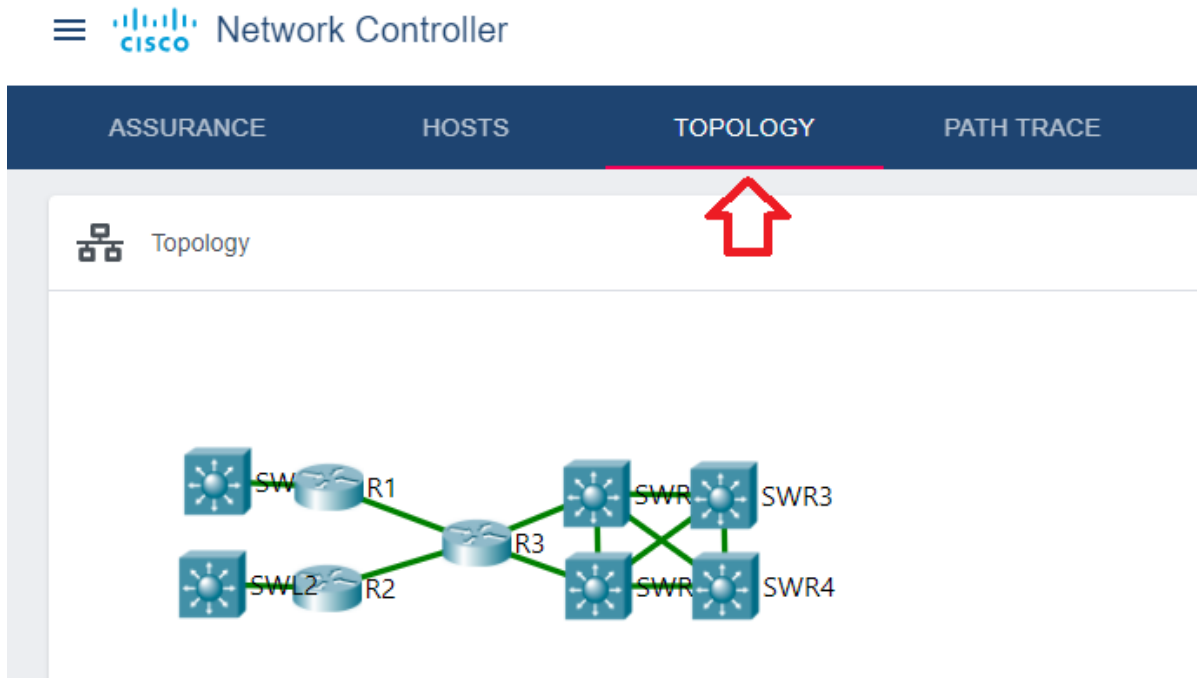 CISCO Network Controller
ASSURANCE HOSTS TOPOLOGY PATH TRACE
Topology
SW R1 SWR SWR3
R3
SWL2 R2 SWR SWR4